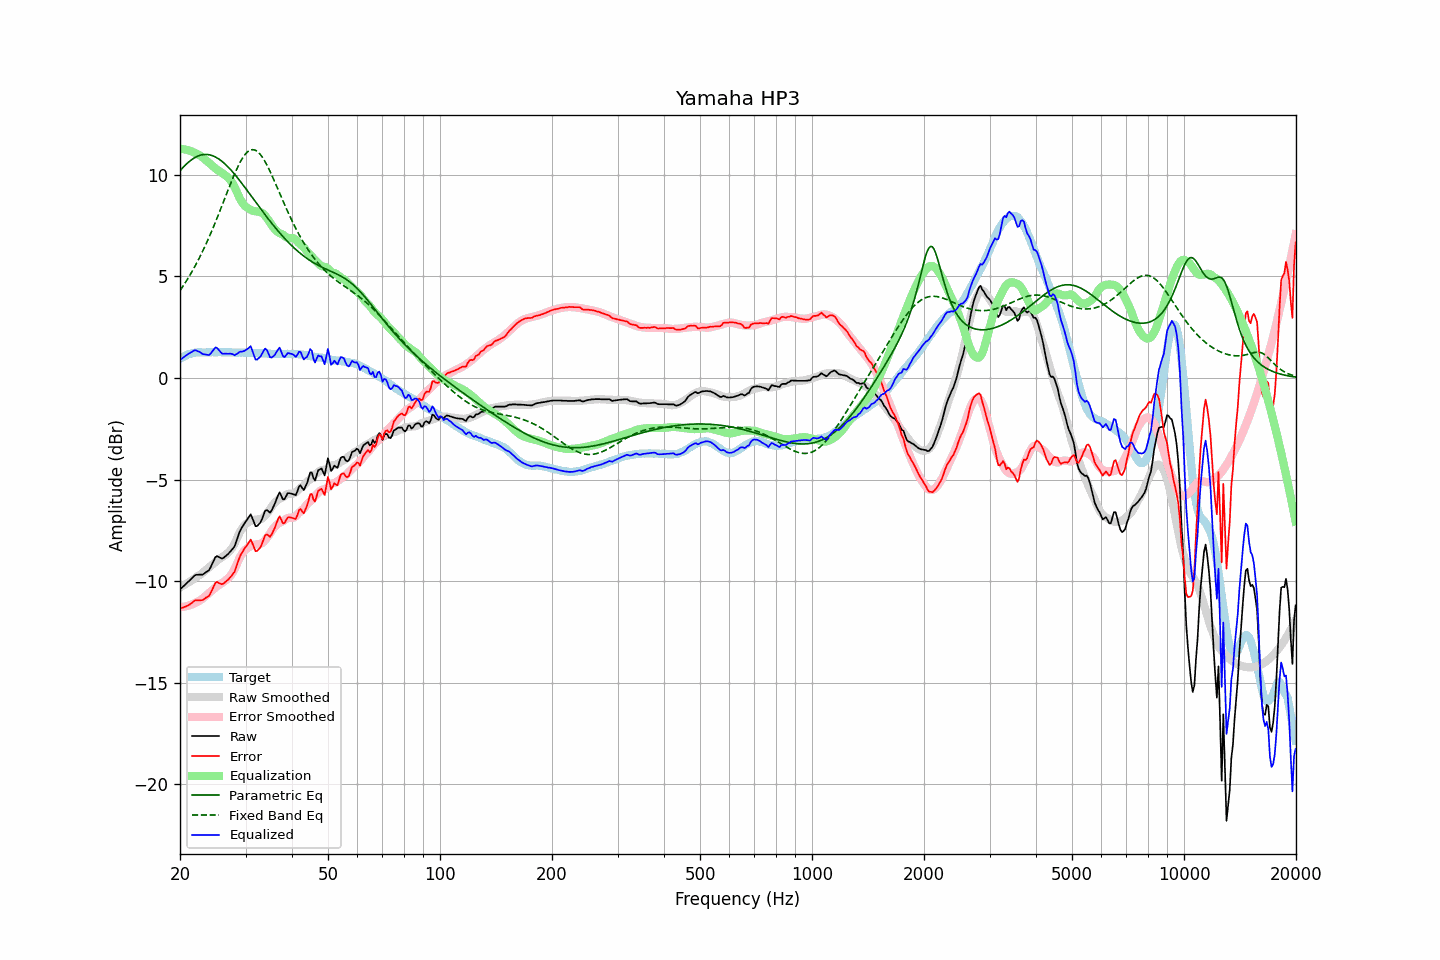 Yamaha HP3
Amplitude (dBr)
10
5
0
−5
−10
−15
−20
Target
Raw Smoothed
Error Smoothed
Raw
Error
Equalization
Parametric Eq
Fixed Band Eq
Equalized
20 50 100 200 500 1000 2000 5000 10000 20000
Frequency (Hz)